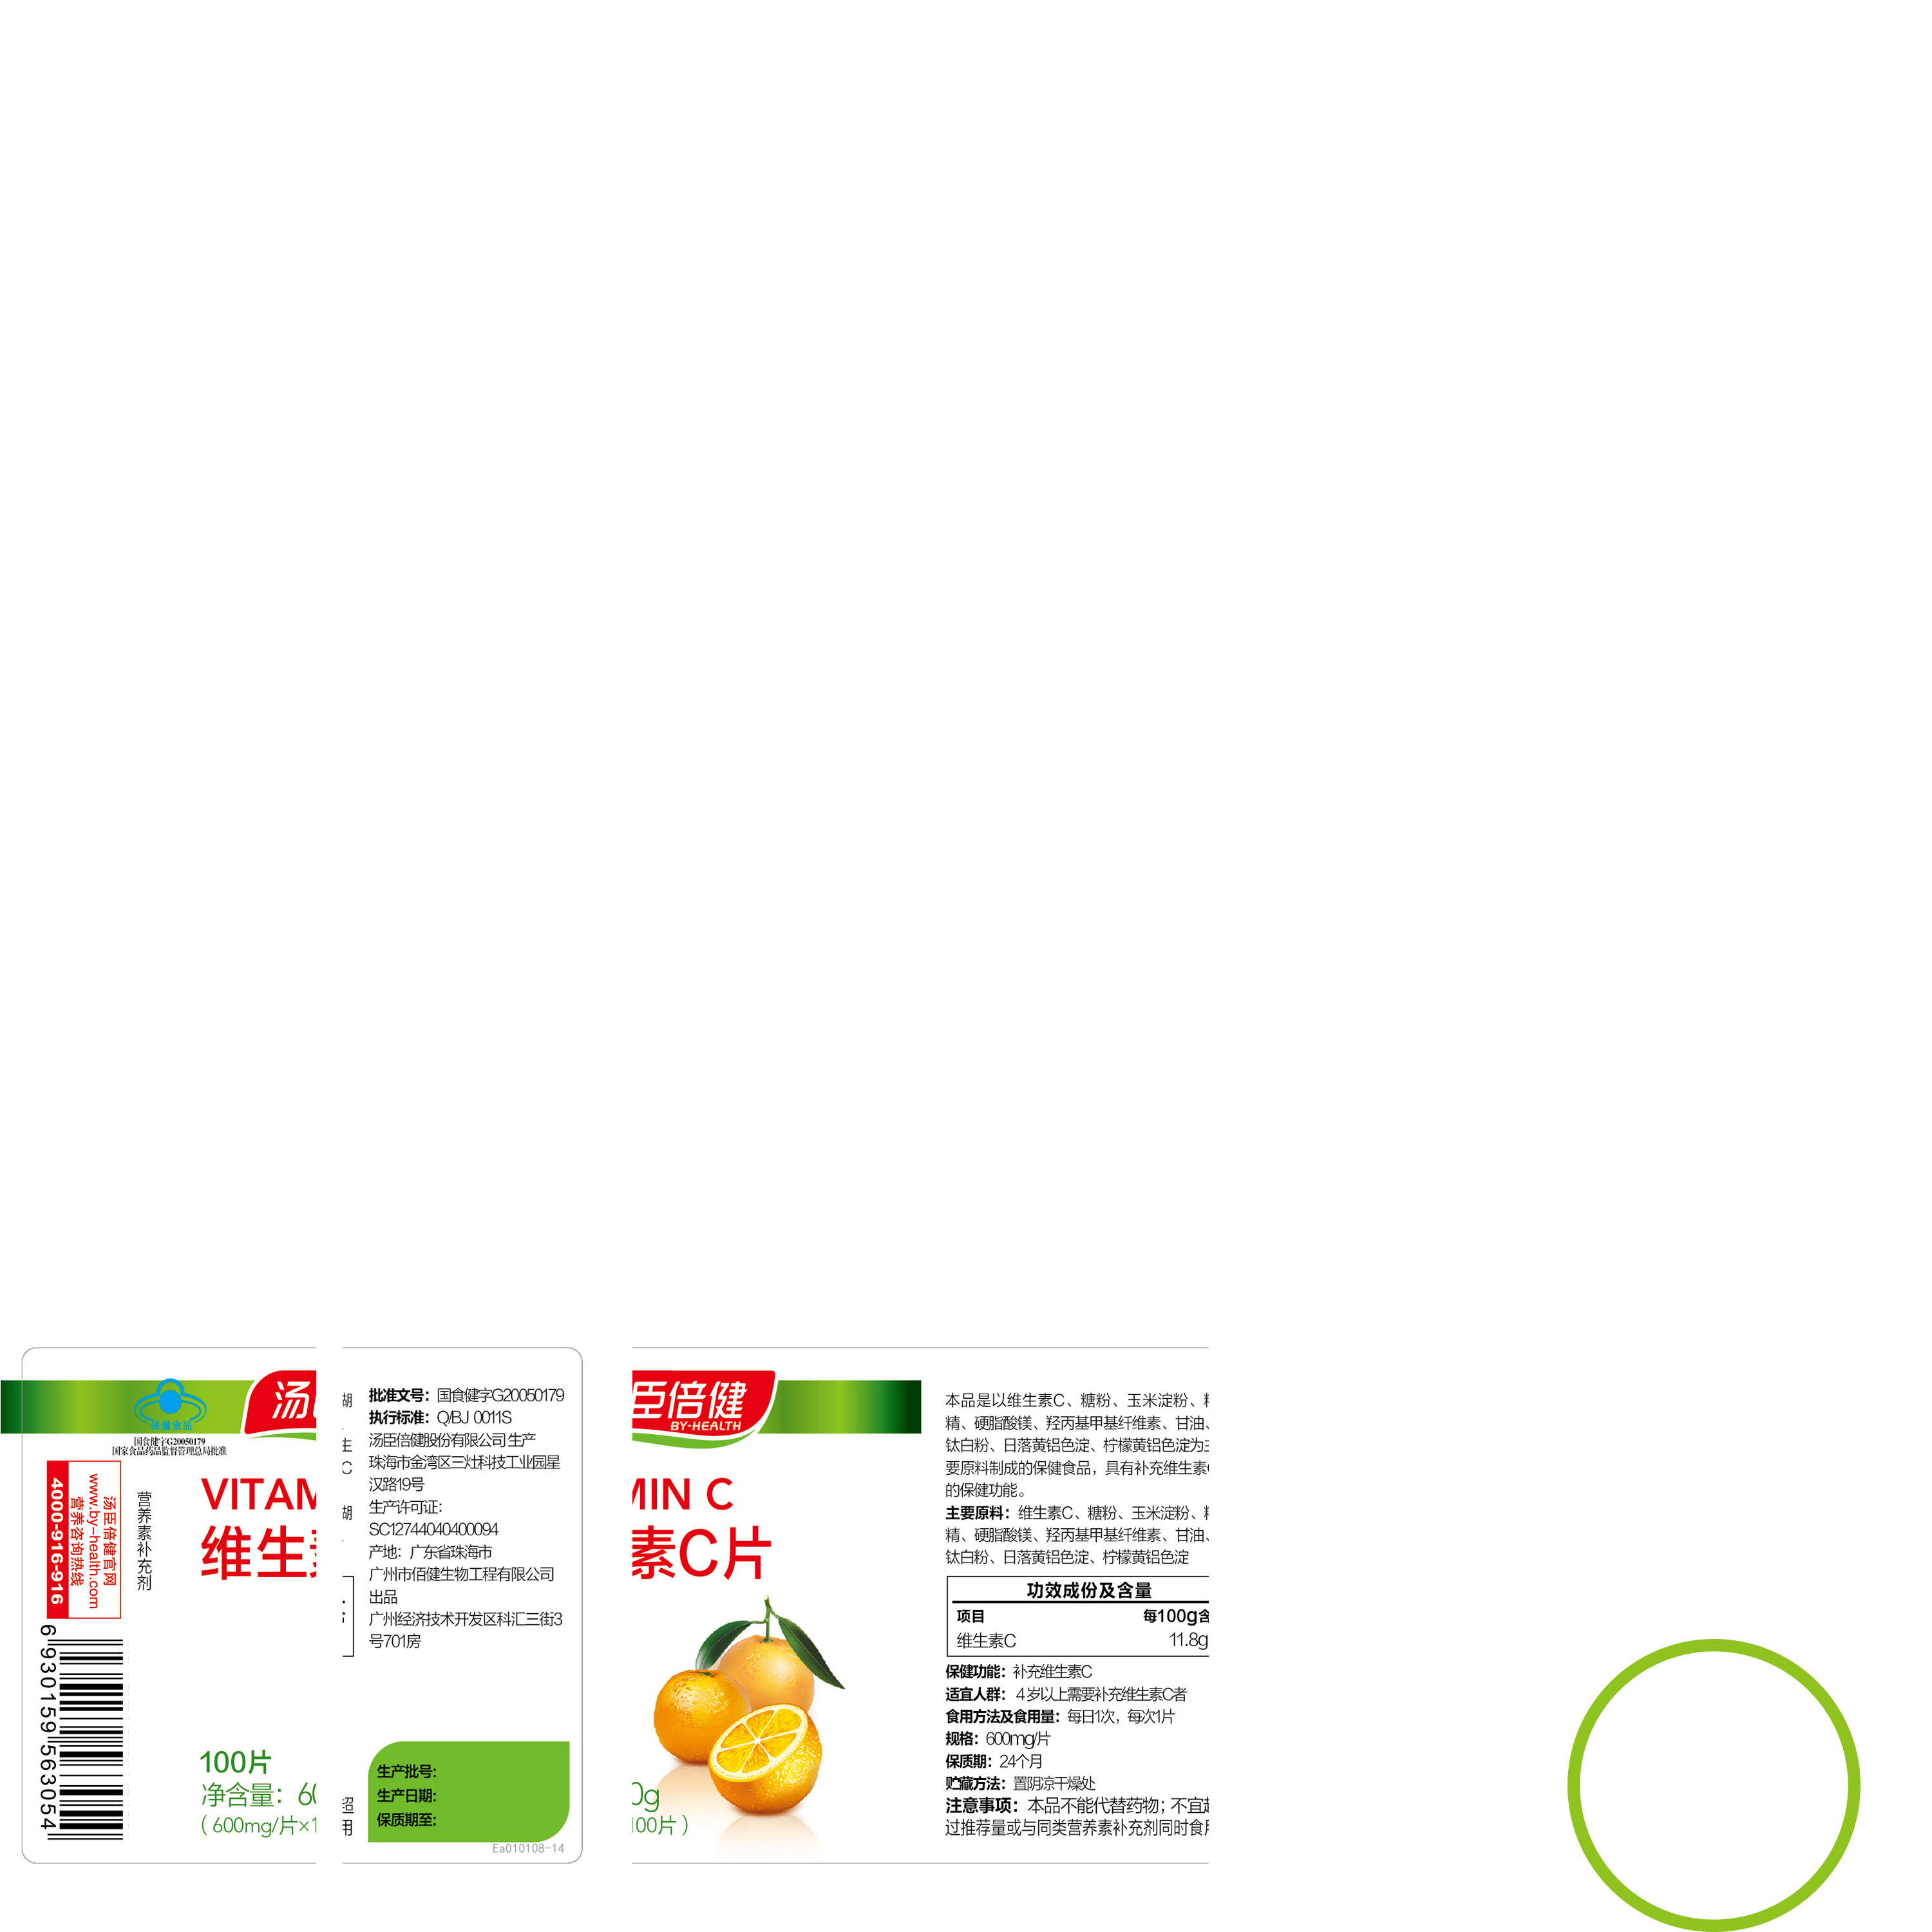 汤
保健食品
国食健字G20050179
国家食品药品监督管理总局批准
汤臣倍健官网
www.by-health.com
营养咨询热线
4000-916-916
营养素补充剂
6930159563054
VITAM
维生
100片
净含量：60
（600mg/片×1
糊
生
C
糊
超
用
批准文号：国食健字G20050179
执行标准：Q/BJ 0011S
汤臣倍健股份有限公司 生产
珠海市金湾区三灶科技工业园星
汉路19号
生产许可证：
SC12744040400094
产地：广东省珠海市
广州市佰健生物工程有限公司
出品
广州经济技术开发区科汇三街3
号701房
生产批号：
生产日期：
保质期至：
Ea010108-14
臣倍健
BY-HEALTH
MIN C
素C片
0g
100片）
本品是以维生素C、糖粉、玉米淀粉、糊
精、硬脂酸镁、羟丙基甲基纤维素、甘油、
钛白粉、日落黄铝色淀、柠檬黄铝色淀为主
要原料制成的保健食品，具有补充维生素C
的保健功能。
主要原料：维生素C、糖粉、玉米淀粉、糊
精、硬脂酸镁、羟丙基甲基纤维素、甘油、
钛白粉、日落黄铝色淀、柠檬黄铝色淀
功效成份及含量
项目 每100g含
维生素C 11.8g
保健功能：补充维生素C
适宜人群：4岁以上需要补充维生素C者
食用方法及食用量：每日1次，每次1片
规格：600mg/片
保质期：24个月
贮藏方法：置阴凉干燥处
注意事项：本品不能代替药物；不宜超
过推荐量或与同类营养素补充剂同时食用